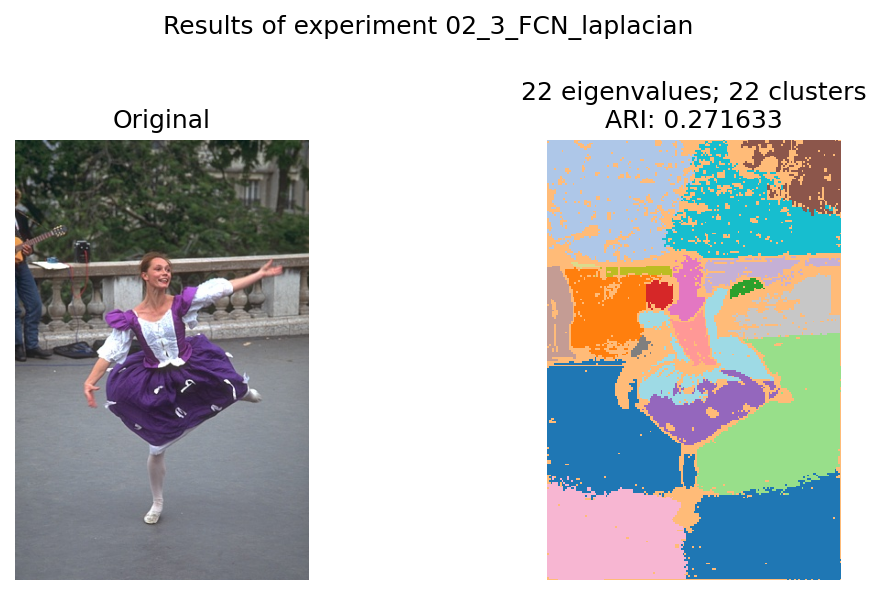 Results of experiment 02_3_FCN_laplacian
Original
22 eigenvalues; 22 clusters
ARI: 0.271633